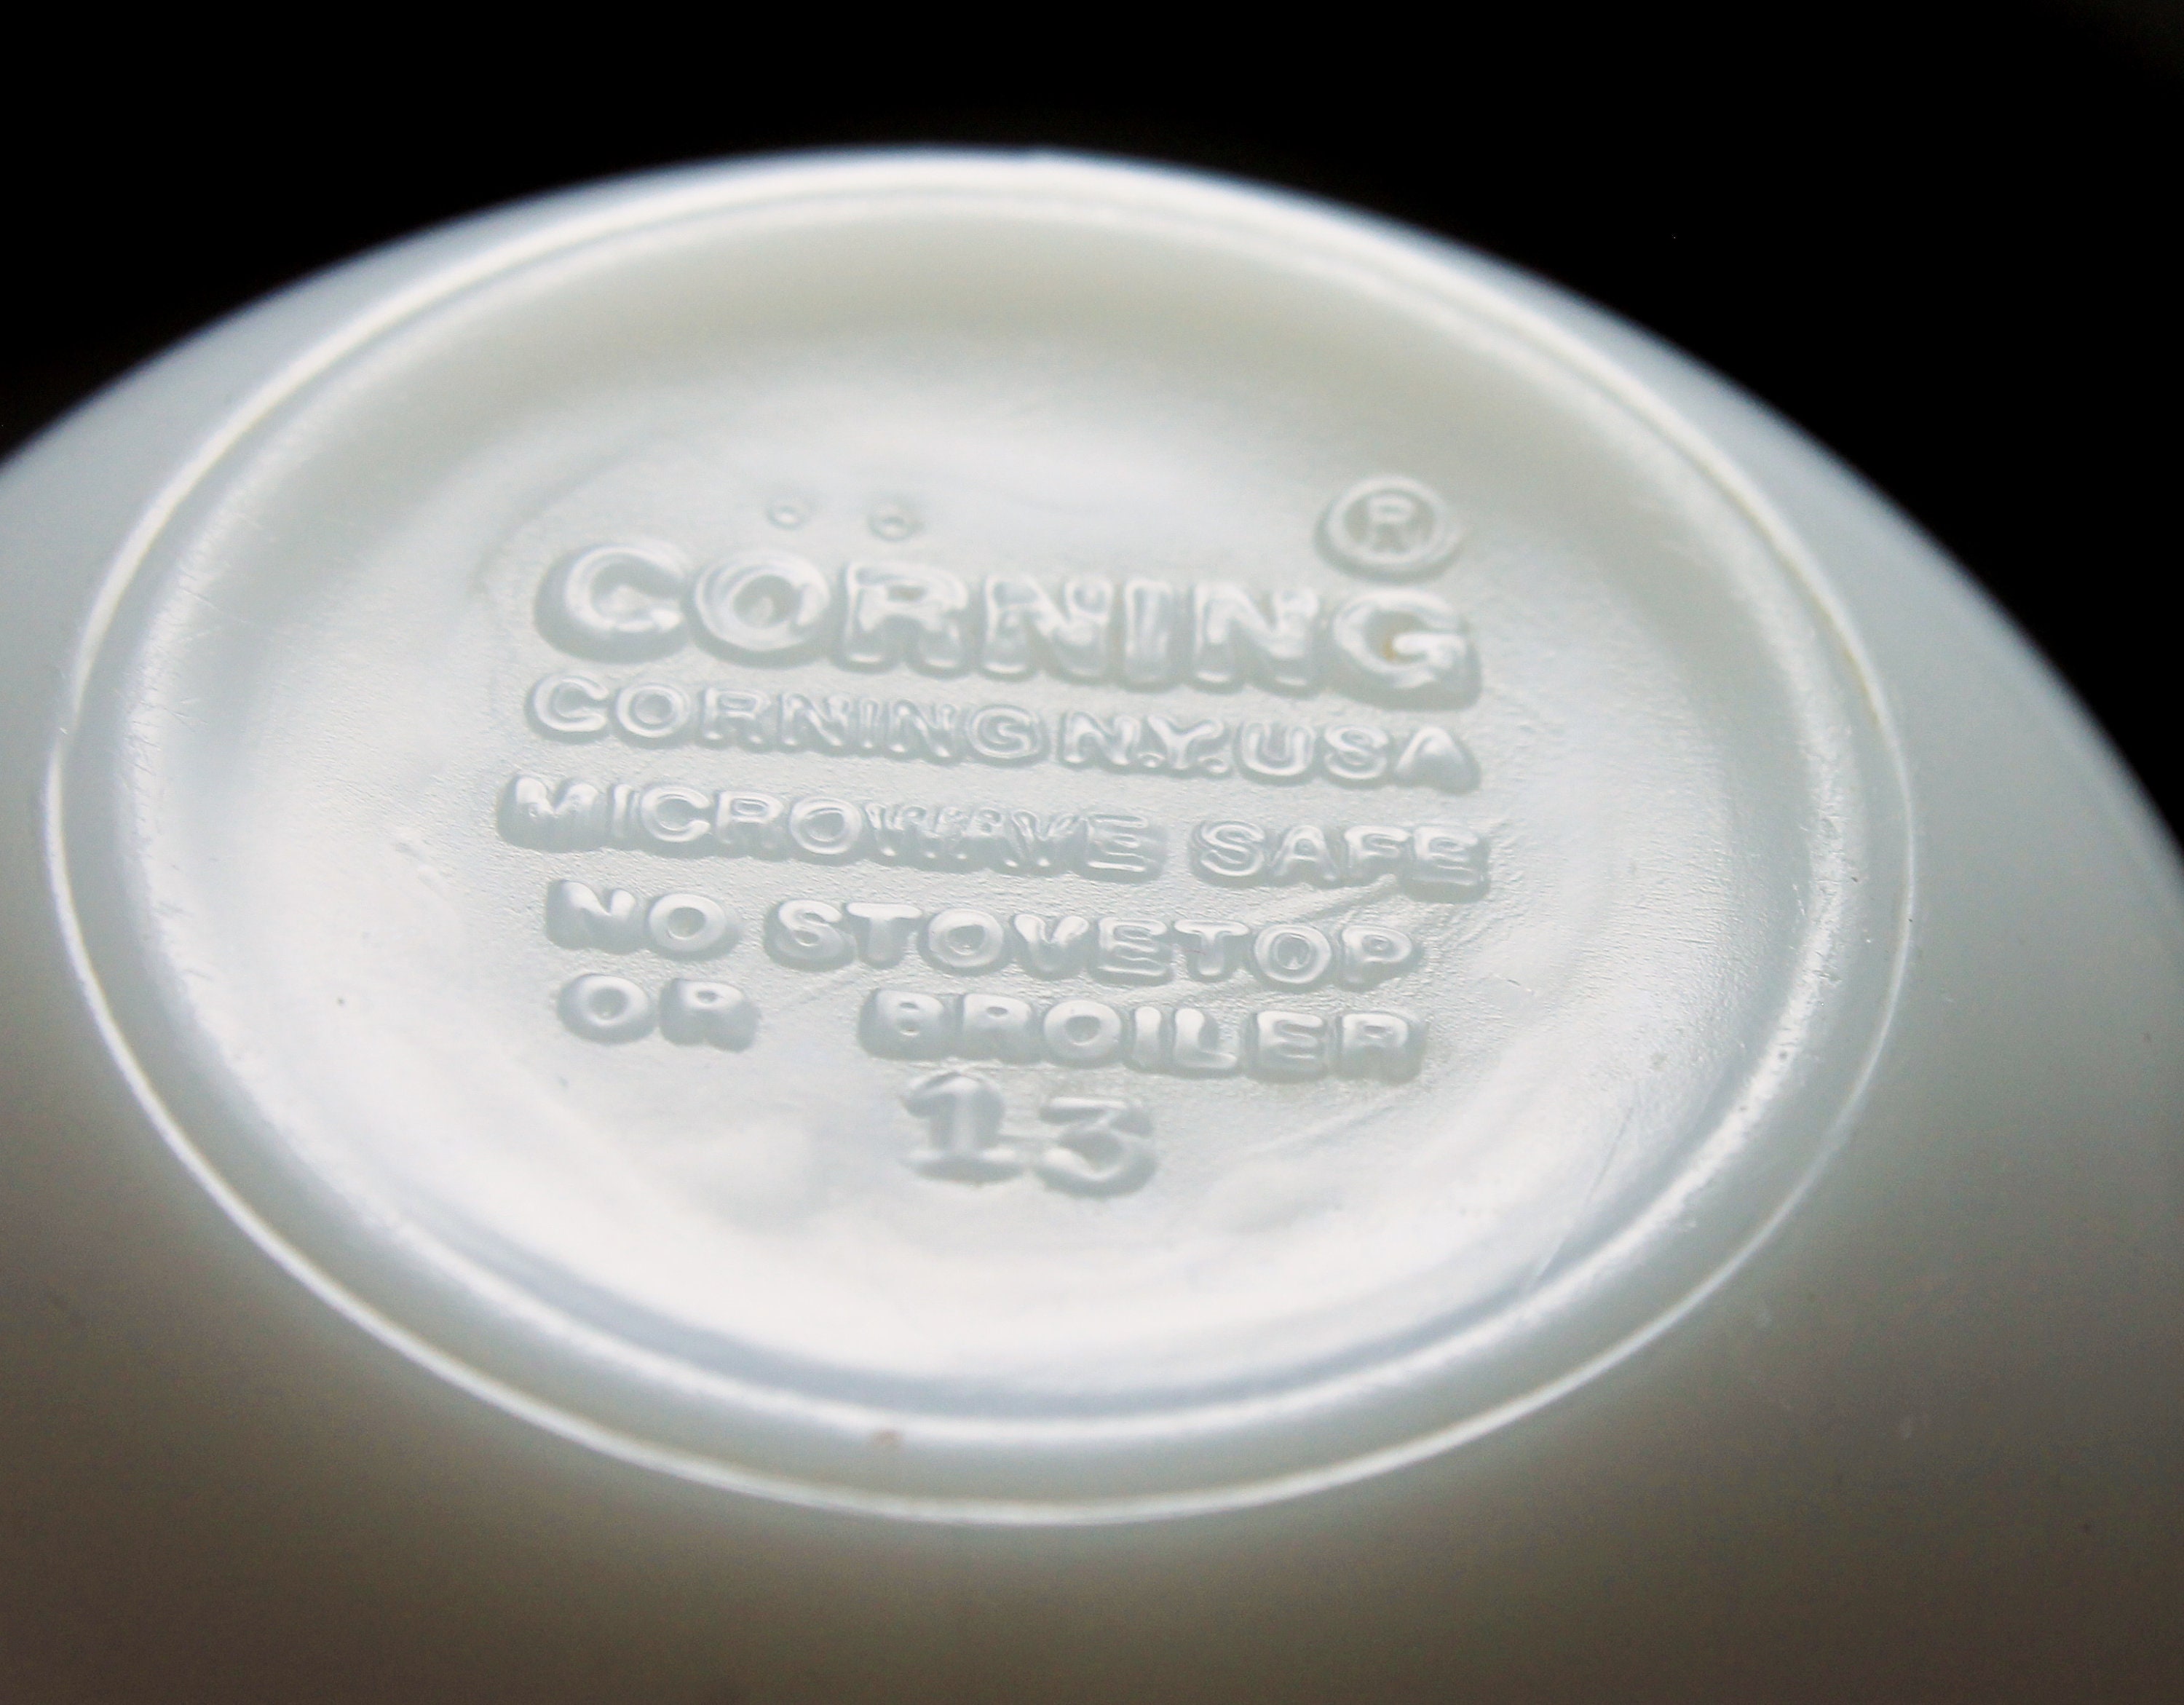 ®
CORNING
CORNING N.Y. USA
MICROWAVE SAFE
NO STOVETOP
OR BROILER
13